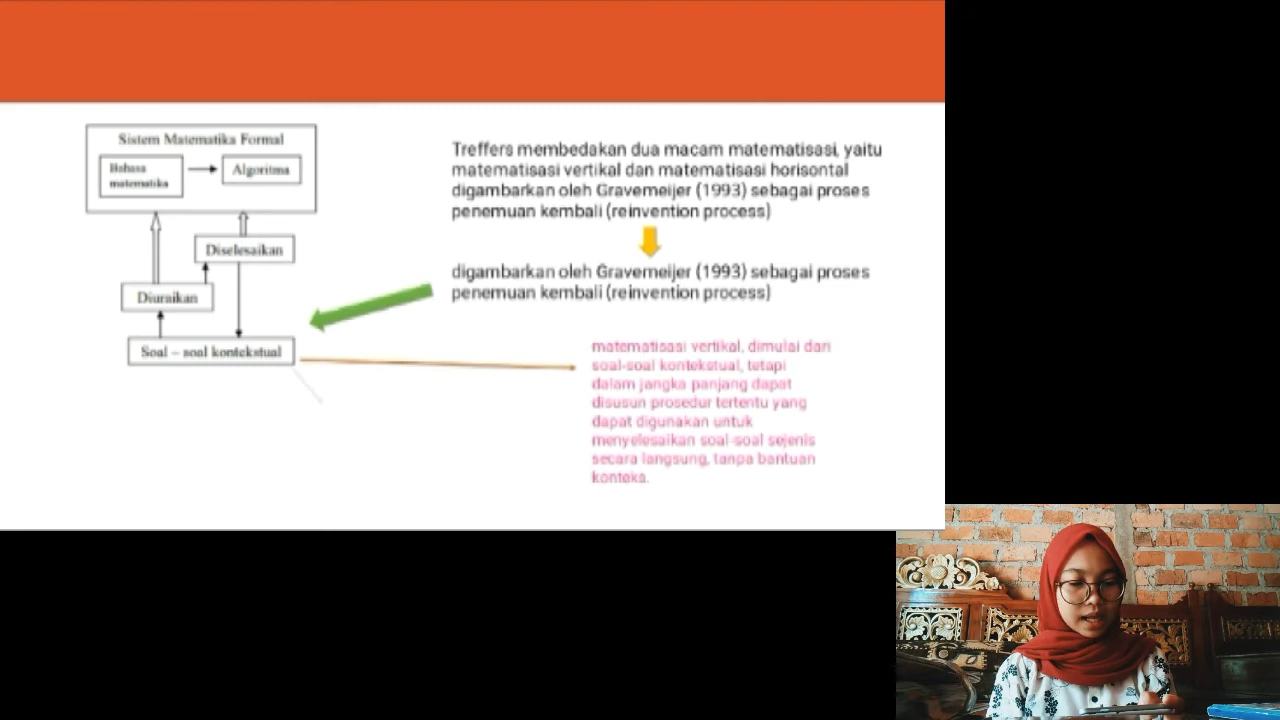 Sistem Matematika Formal
Bahasa
matematika
Algoritma
Diselesaikan
Diuraikan
Soal – soal kontekstual
Treffers membedakan dua macam matematisasi, yaitu
matematisasi vertikal dan matematisasi horisontal
digambarkan oleh Gravemeijer (1993) sebagai proses
penemuan kembali (reinvention process)
digambarkan oleh Gravemeijer (1993) sebagai proses
penemuan kembali (reinvention process)
matematisasi vertikal, dimulai dari
soal-soal kontekstual, tetapi
dalam jangka panjang dapat
disusun prosedur tertentu yang
dapat digunakan untuk
menyelesaikan soal-soal sejenis
secara langsung, tanpa bantuan
konteks.